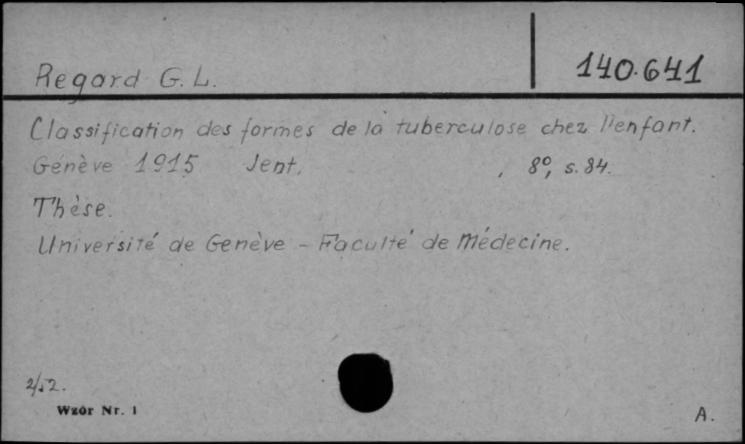 Regard G. L. 140.641
Classification des formes de la tuberculose chez l'enfant.
Genève 1915 Jent. , 8°, s. 84.
Thèse.
Université de Genève - Faculté de Médecine.
2/52.
Wzór Nr. 1 A.